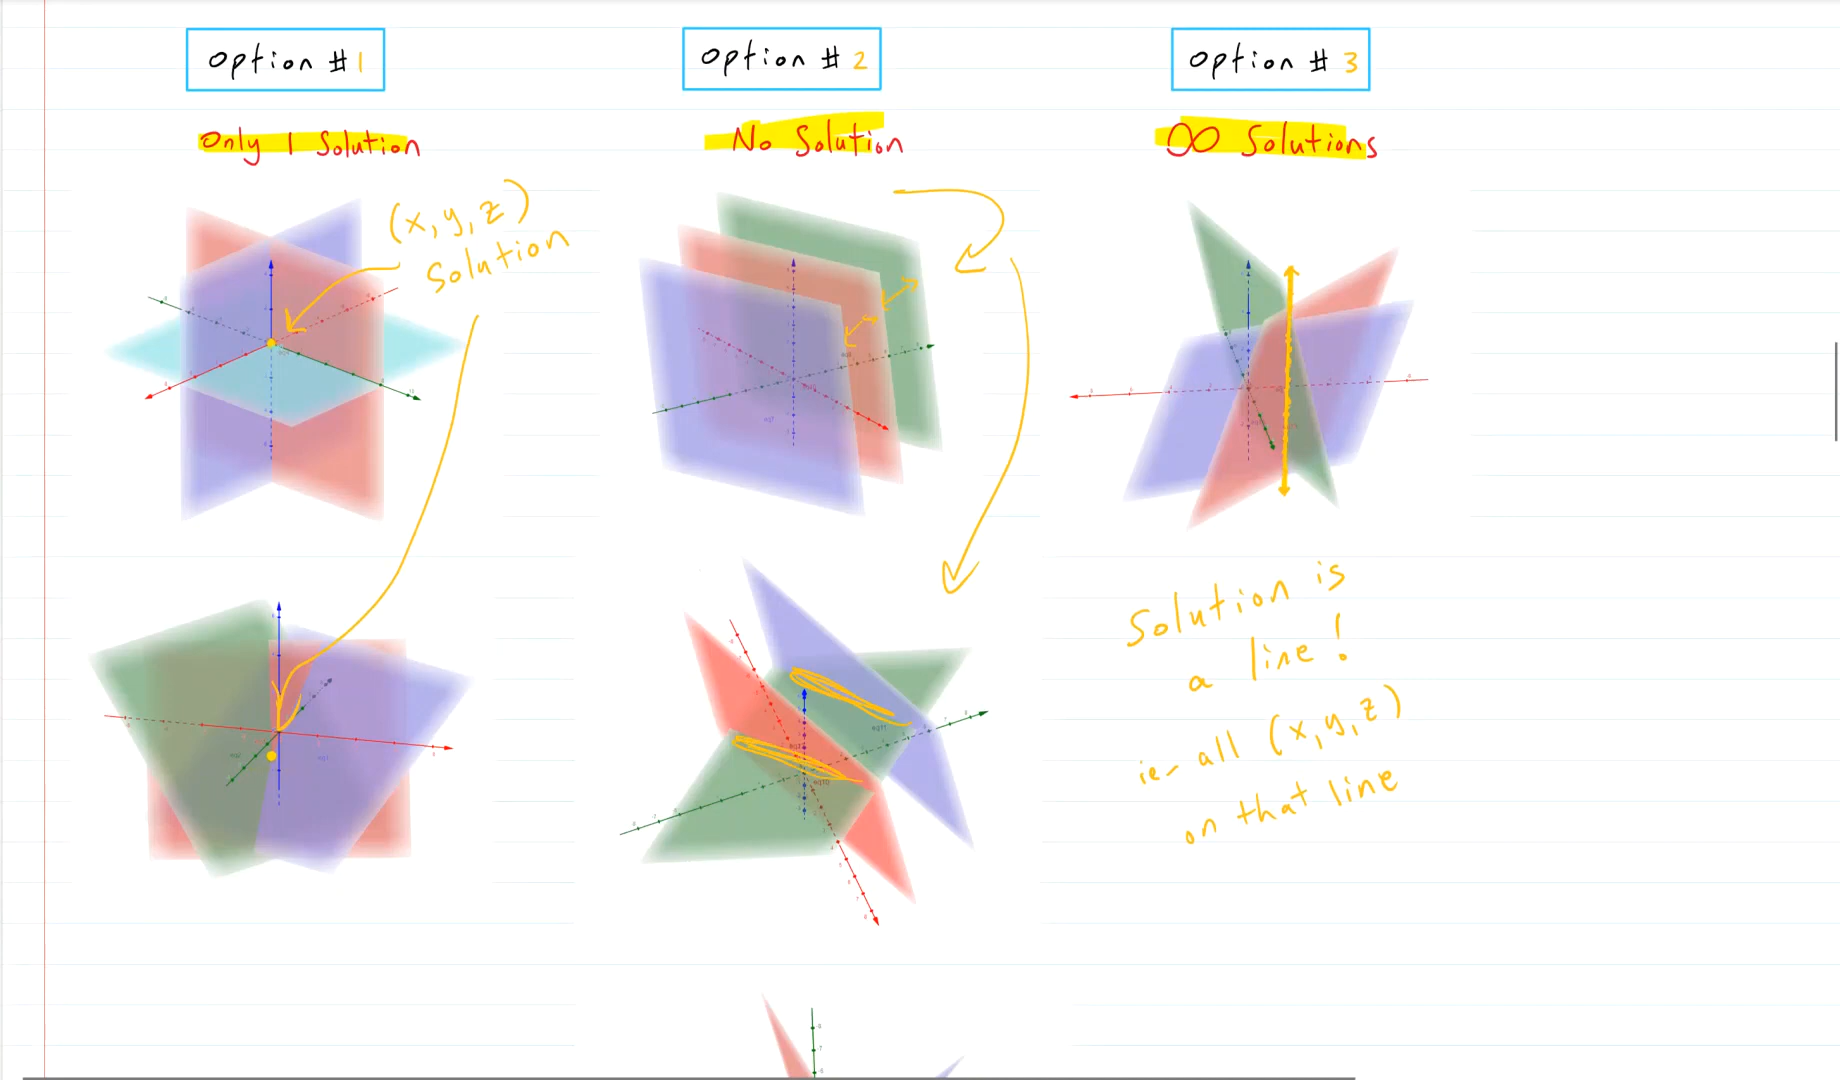 Option # 1
Only 1 Solution
(x, y, z)
Solution
Option # 2
No Solution
Option # 3
∞ Solutions
Solution is
a line!
ie- all (x, y, z)
on that line